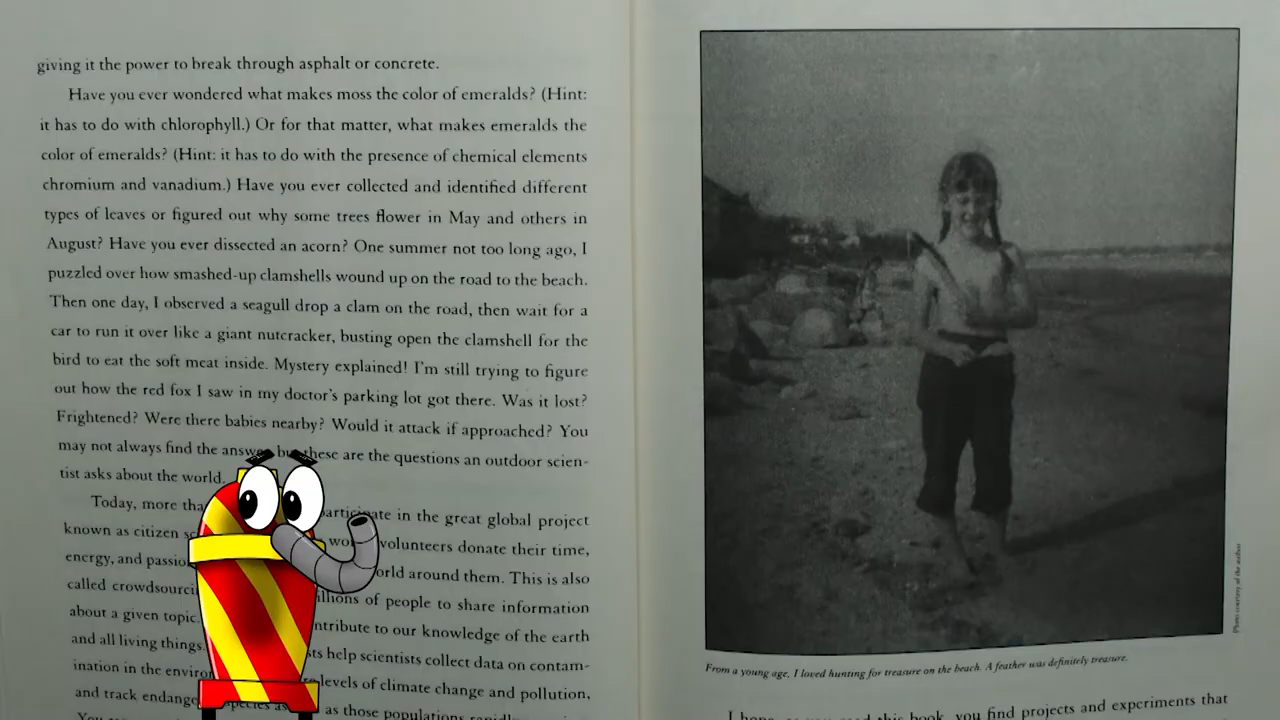 giving it the power to break through asphalt or concrete.
Have you ever wondered what makes moss the color of emeralds? (Hint:
it has to do with chlorophyll.) Or for that matter, what makes emeralds the
color of emeralds? (Hint: it has to do with the presence of chemical elements
chromium and vanadium.) Have you ever collected and identified different
types of leaves or figured out why some trees flower in May and others in
August? Have you ever dissected an acorn? One summer not too long ago, I
puzzled over how smashed-up clamshells wound up on the road to the beach.
Then one day, I observed a seagull drop a clam on the road, then wait for a
car to run it over like a giant nutcracker, busting open the clamshell for the
bird to eat the soft meat inside. Mystery explained! I'm still trying to figure
out how the red fox I saw in my doctor's parking lot got there. Was it lost?
Frightened? Were there babies nearby? Would it attack if approached? You
may not always find the answer but these are the questions an outdoor scien-
tist asks about the world.
Today, more participate in the great global project
known as citizen volunteers donate their time,
energy, and around them. This is also
called of people to share information
about a given topic. to our knowledge of the earth
and all living things. help scientists collect data on contam-
ination in the levels of climate change and pollution,
and track species as those populations
From a young age, I loved hunting for treasure on the beach. A feather was definitely treasure.
Photo courtesy of the author
I hope, as you read this book, you find projects and experiments that